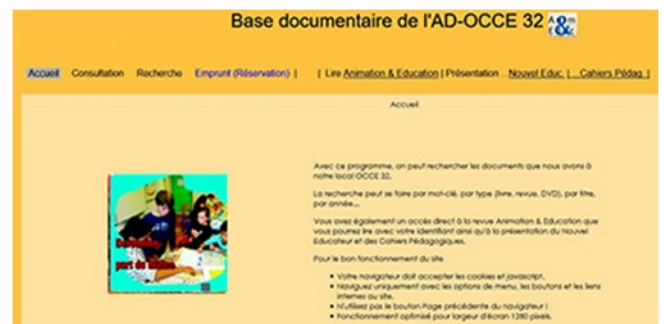 Base documentaire de l'AD-OCCE 32
Accueil Consultation Recherche Emprunt (Réservation) | | Lire Animation & Education | Présentation ... Nouvel Educ. | ... Cahiers Pédag. |
Accueil
Avec ce programme, on peut rechercher les documents que nous avons à
notre local OCCE 32.
La recherche peut se faire par mot-clé, par type (livre, revue, DVD), par titre,
par année...
Vous avez également un accès direct à la revue Animation & Education que
vous pourrez lire avec votre identifiant ainsi qu'à la présentation du Nouvel
Educateur et des Cahiers Pédagogiques.
Pour le bon fonctionnement du site
Votre navigateur doit accepter les cookies et javascript.
Naviguez uniquement avec les options de menu, les boutons et les liens
internes au site.
N'utilisez pas le bouton Page précédente du navigateur !
Fonctionnement optimisé pour largeur d'écran 1280 pixels.